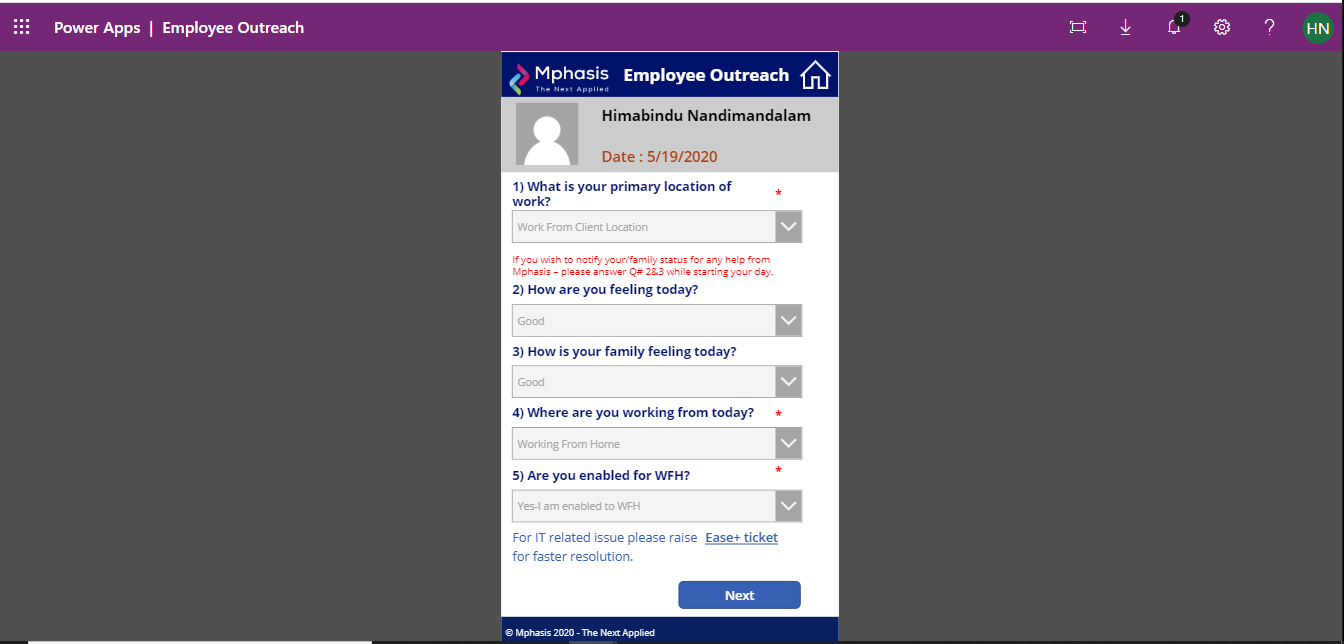 Power Apps | Employee Outreach
1
HN
Mphasis
The Next Applied
Employee Outreach
Himabindu Nandimandalam
Date : 5/19/2020
1) What is your primary location of
work?
*
Work From Client Location
If you wish to notify your/family status for any help from
Mphasis – please answer Q# 2&3 while starting your day.
2) How are you feeling today?
Good
3) How is your family feeling today?
Good
4) Where are you working from today? *
Working From Home
5) Are you enabled for WFH? *
Yes-I am enabled to WFH
For IT related issue please raise Ease+ ticket
for faster resolution.
Next
© Mphasis 2020 - The Next Applied